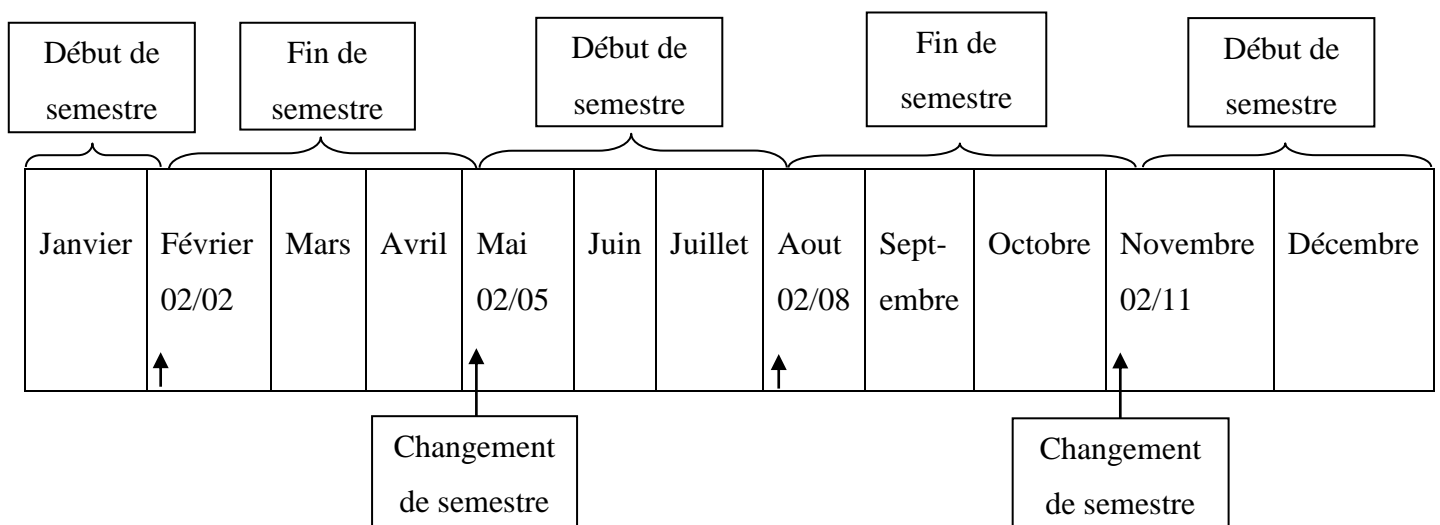 Début de
semestre
Fin de
semestre
Début de
semestre
Fin de
semestre
Début de
semestre
Janvier
Février
02/02
Mars
Avril
Mai
02/05
Juin
Juillet
Aout
02/08
Sept-
embre
Octobre
Novembre
02/11
Décembre
Changement
de semestre
Changement
de semestre